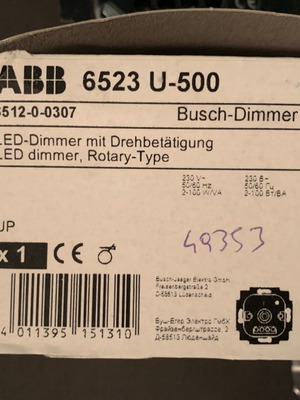 ABB 6523 U-500
6512-0-0307 Busch-Dimmer
LED-Dimmer mit Drehbetätigung
LED dimmer, Rotary-Type
230 V~ 230 В~
50/60 Hz 50/60 Гц
2-100 W/VA 2-100 Вт/ВА
UP
x 1 CE
49353
Busch-Jaeger Elektro GmbH
Freisenbergstraße 2
D-58513 Lüdenscheid
Буш-Егер Электро ГмбХ
Фрайзенбергштрассе, 2
Д-58513 Люденшайд
4 011395 151310